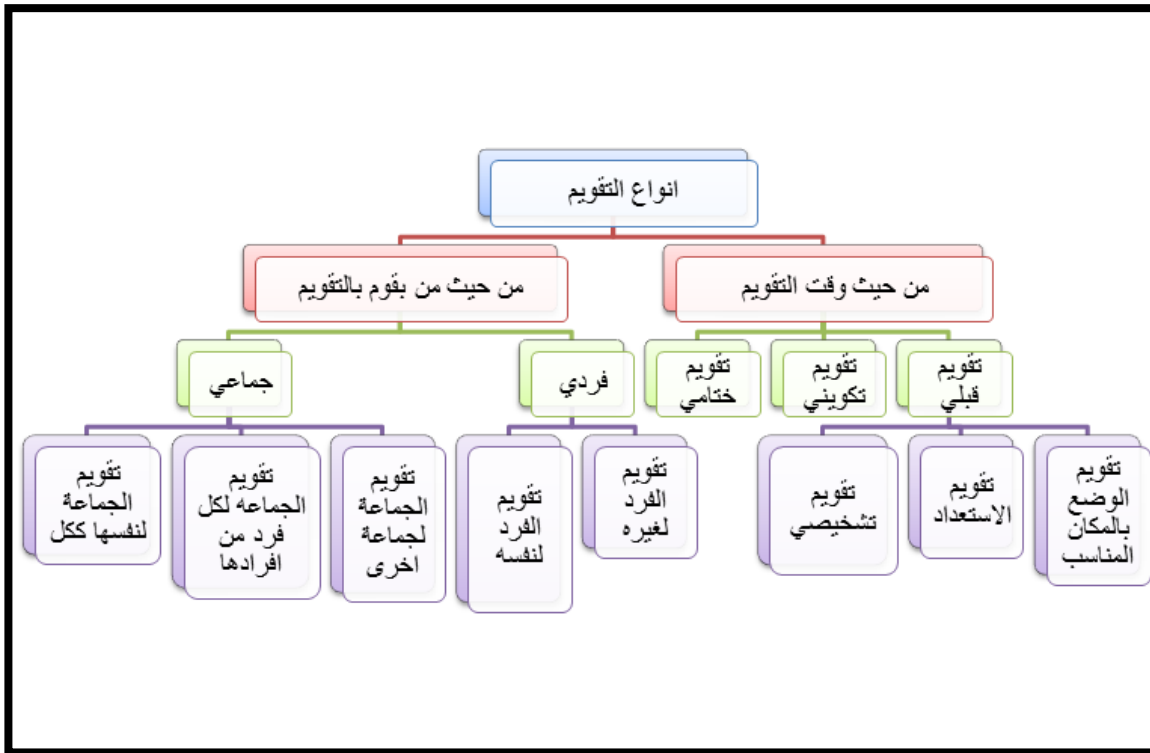 انواع التقويم
من حيث وقت التقويم
من حيث من بقوم بالتقويم
تقويم
قبلي
تقويم
تكويني
تقويم
ختامي
فردي
جماعي
تقويم
الوضع
بالمكان
المناسب
تقويم
الاستعداد
تقويم
تشخيصي
تقويم
الفرد
لغيره
تقويم
الفرد
لنفسه
تقويم
الجماعة
لجماعة
اخرى
تقويم
الجماعه لكل
فرد من
افرادها
تقويم
الجماعة
لنفسها ككل